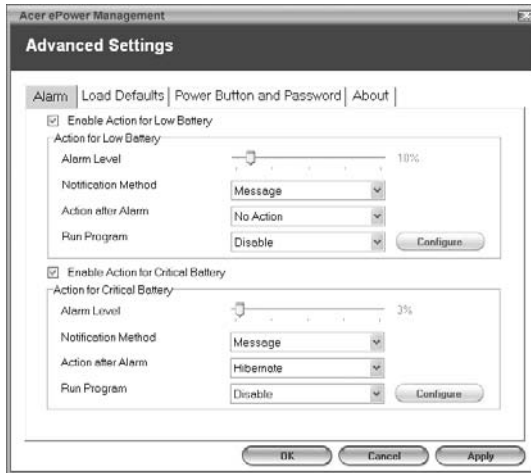 Acer ePower Management
Advanced Settings
Alarm Load Defaults Power Button and Password About
Enable Action for Low Battery
Action for Low Battery
Alarm Level 10%
Notification Method Message
Action after Alarm No Action
Run Program Disable Configure
Enable Action for Critical Battery
Action for Critical Battery
Alarm Level 3%
Notification Method Message
Action after Alarm Hibernate
Run Program Disable Configure
OK Cancel Apply